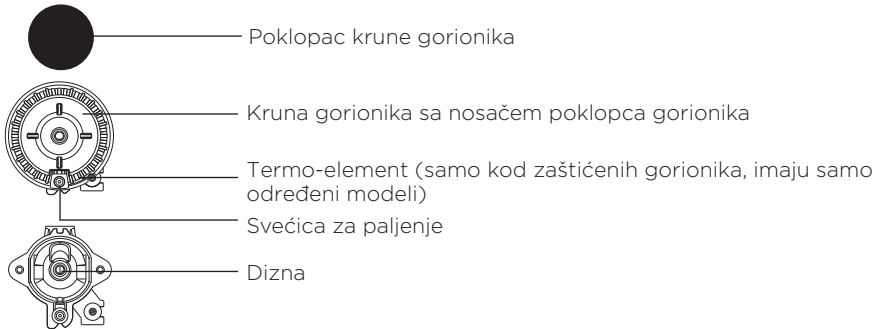 Poklopac krune gorionika
Kruna gorionika sa nosačem poklopca gorionika
Termo-element (samo kod zaštićenih gorionika, imaju samo
određeni modeli)
Svećica za paljenje
Dizna